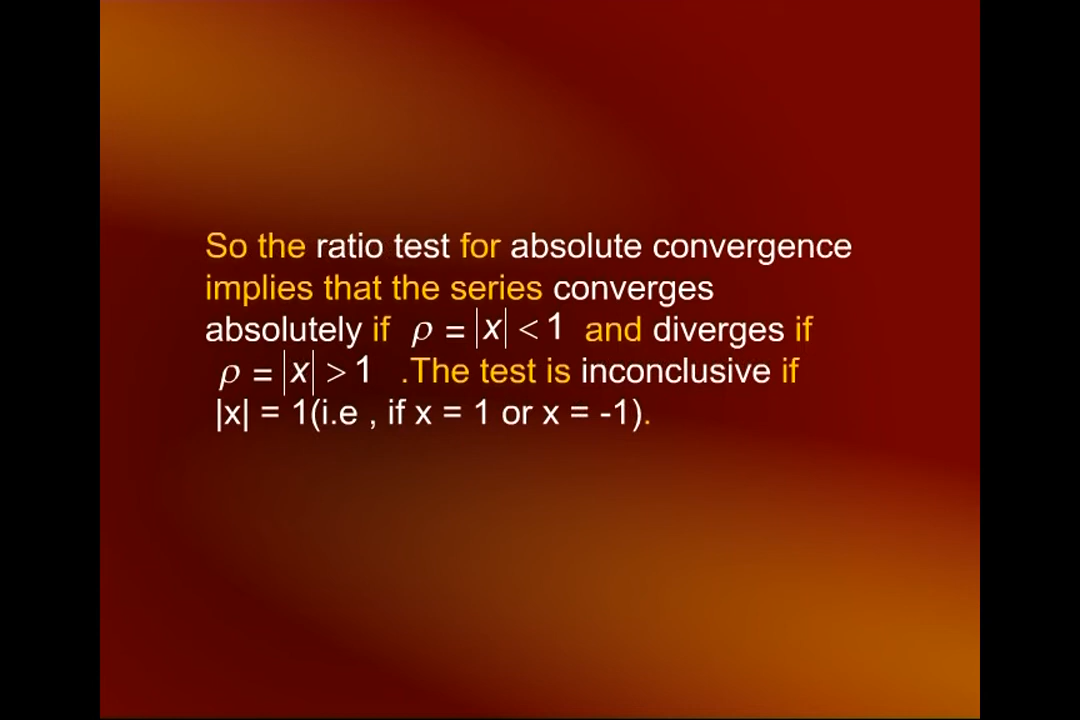 So the ratio test for absolute convergence
implies that the series converges
absolutely if ρ = |x| < 1 and diverges if
ρ = |x| > 1 .The test is inconclusive if
|x| = 1(i.e , if x = 1 or x = -1).